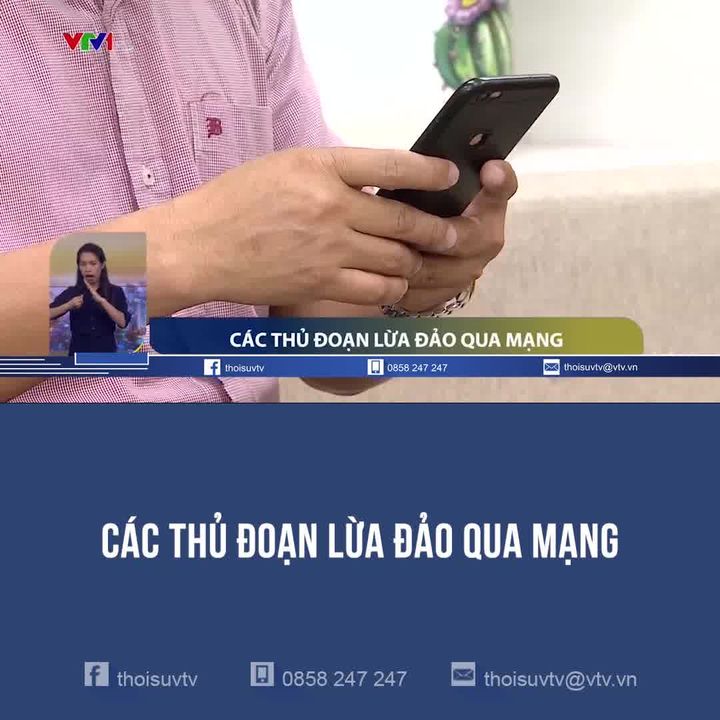 VTV1
CÁC THỦ ĐOẠN LỪA ĐẢO QUA MẠNG
thoisuvtv 0858 247 247 thoisuvtv@vtv.vn
CÁC THỦ ĐOẠN LỪA ĐẢO QUA MẠNG
thoisuvtv 0858 247 247 thoisuvtv@vtv.vn